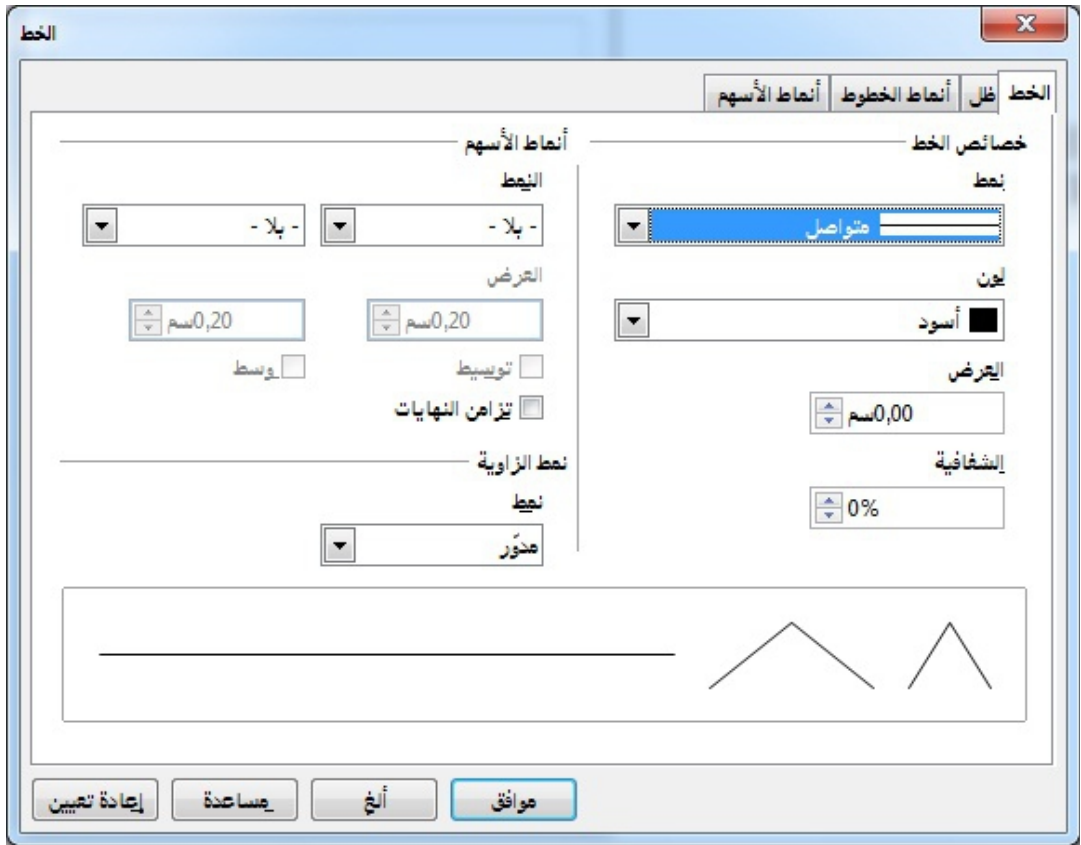 الخط
الخط ظل أنماط الخطوط أنماط الأسهم
خصائص الخط
نمط
متواصل
لون
أسود
العرض
0,00سم
الشفافية
0%
أنماط الأسهم
النمط
- بلا - - بلا -
العرض
0,20سم 0,20سم
توسيط وسط
تزامن النهايات
نمط الزاوية
نمط
مدوّر
موافق ألغ مساعدة إعادة تعيين